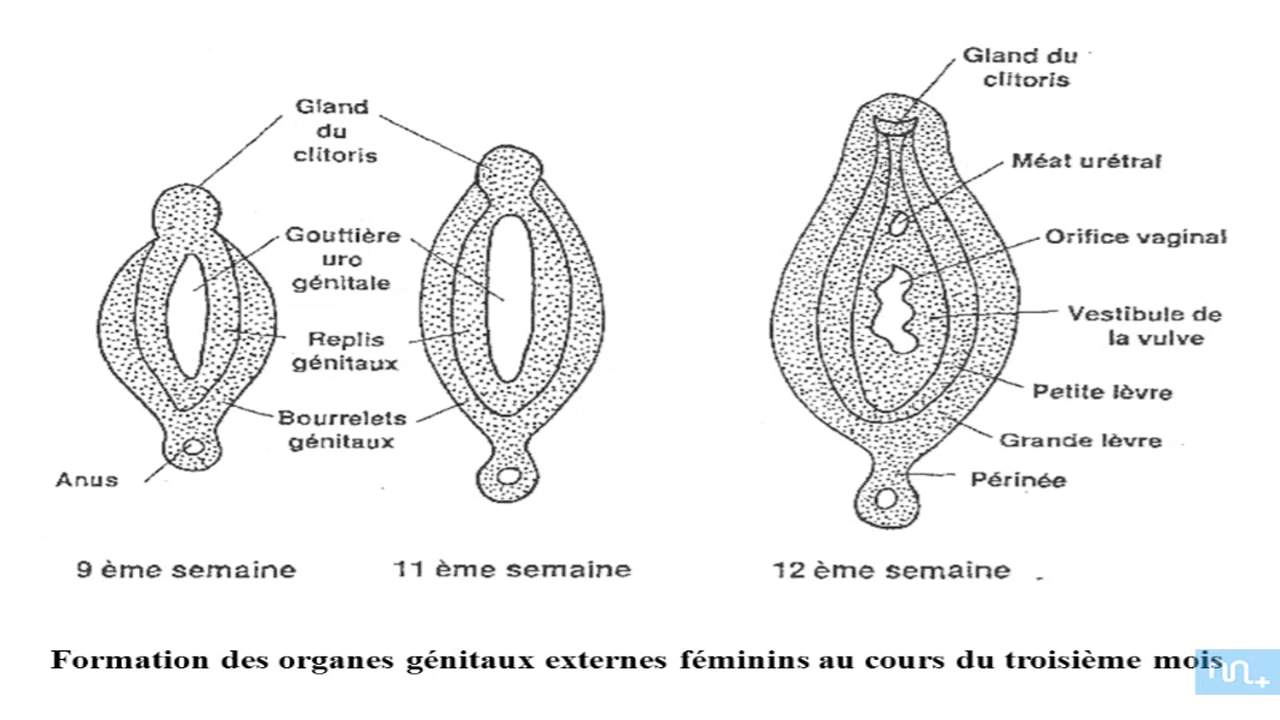 Gland
du
clitoris
Gouttière
uro
génitale
Replis
génitaux
Bourrelets
génitaux
Anus
9 ème semaine
11 ème semaine
Gland du
clitoris
Méat urétral
Orifice vaginal
Vestibule de
la vulve
Petite lèvre
Grande lèvre
Périnée
12 ème semaine
Formation des organes génitaux externes féminins au cours du troisième mois